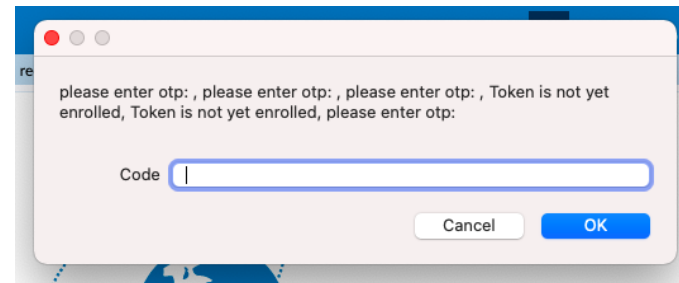 re
please enter otp: , please enter otp: , please enter otp: , Token is not yet
enrolled, Token is not yet enrolled, please enter otp:
Code
Cancel
OK